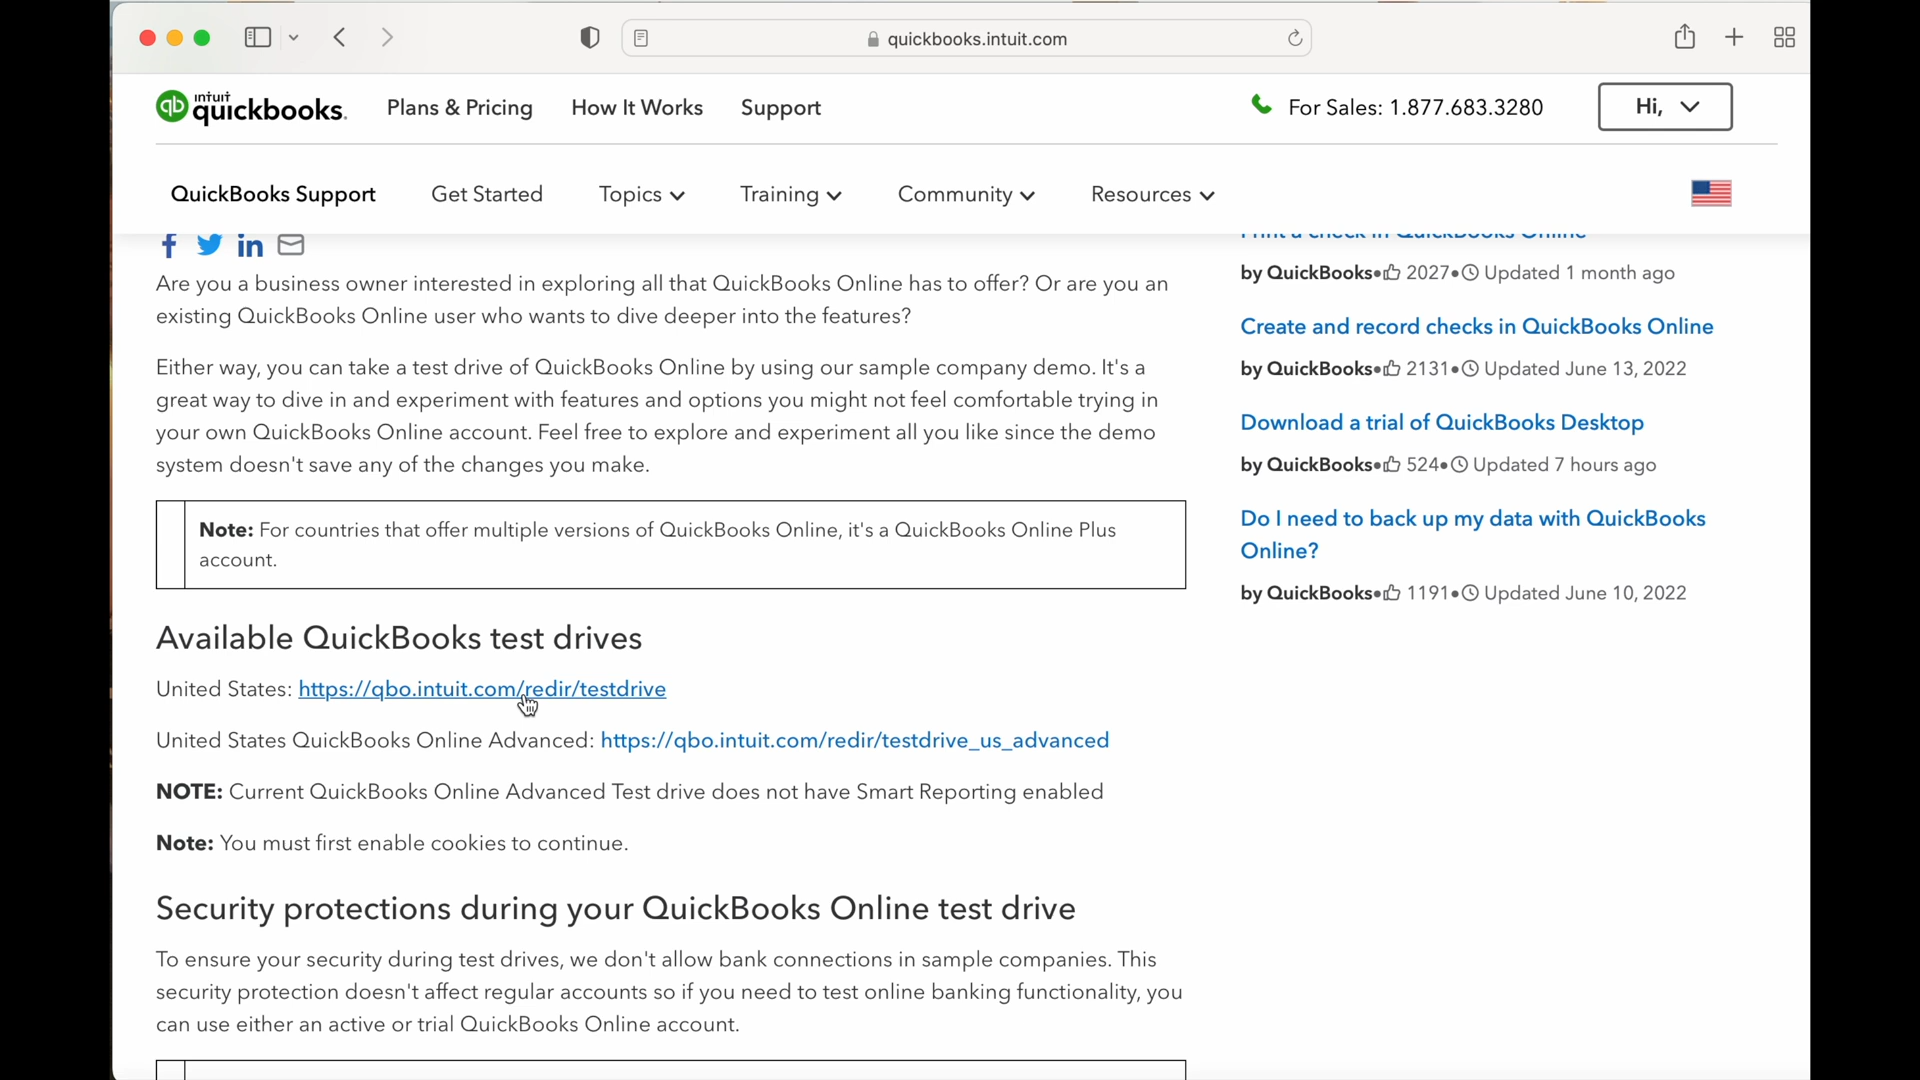 quickbooks.intuit.com
intuit
quickbooks.
Plans & Pricing
How It Works
Support
For Sales: 1.877.683.3280
Hi,
QuickBooks Support
Get Started
Topics
Training
Community
Resources
Are you a business owner interested in exploring all that QuickBooks Online has to offer? Or are you an
existing QuickBooks Online user who wants to dive deeper into the features?
Either way, you can take a test drive of QuickBooks Online by using our sample company demo. It's a
great way to dive in and experiment with features and options you might not feel comfortable trying in
your own QuickBooks Online account. Feel free to explore and experiment all you like since the demo
system doesn't save any of the changes you make.
Note: For countries that offer multiple versions of QuickBooks Online, it's a QuickBooks Online Plus
account.
Available QuickBooks test drives
United States: https://qbo.intuit.com/redir/testdrive
United States QuickBooks Online Advanced: https://qbo.intuit.com/redir/testdrive_us_advanced
NOTE: Current QuickBooks Online Advanced Test drive does not have Smart Reporting enabled
Note: You must first enable cookies to continue.
Security protections during your QuickBooks Online test drive
To ensure your security during test drives, we don't allow bank connections in sample companies. This
security protection doesn't affect regular accounts so if you need to test online banking functionality, you
can use either an active or trial QuickBooks Online account.
Print a check in QuickBooks Online
by QuickBooks•2027•Updated 1 month ago
Create and record checks in QuickBooks Online
by QuickBooks•2131•Updated June 13, 2022
Download a trial of QuickBooks Desktop
by QuickBooks•524•Updated 7 hours ago
Do I need to back up my data with QuickBooks
Online?
by QuickBooks•1191•Updated June 10, 2022